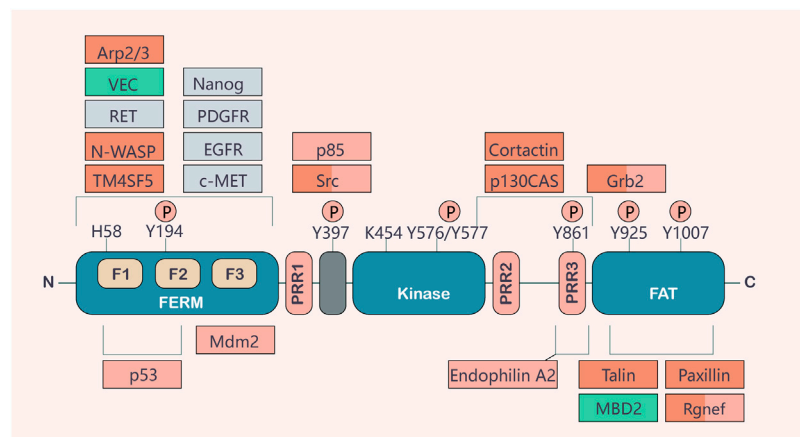 Arp2/3
VEC
Nanog
RET
PDGFR
N-WASP
EGFR
p85
Cortactin
TM4SF5
c-MET
Src
p130CAS
Grb2
P
P
P
P
P
P
H58
Y194
Y397
K454
Y576/Y577
Y861
Y925
Y1007
N
F1
F2
F3
FERM
PRR1
Kinase
PRR2
PRR3
FAT
C
Mdm2
p53
Endophilin A2
Talin
Paxillin
MBD2
Rgnef